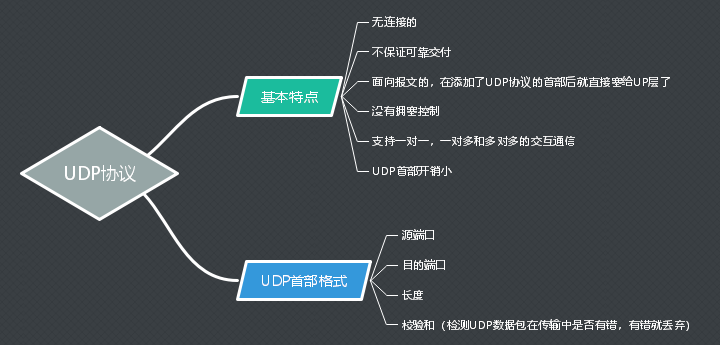 UDP协议
基本特点
无连接的
不保证可靠交付
面向报文的，在添加了UDP协议的首部后就直接塞给UP层了
没有拥塞控制
支持一对一，一对多和多对多的交互通信
UDP首部开销小
UDP首部格式
源端口
目的端口
长度
校验和（检测UDP数据包在传输中是否有错，有错就丢弃）